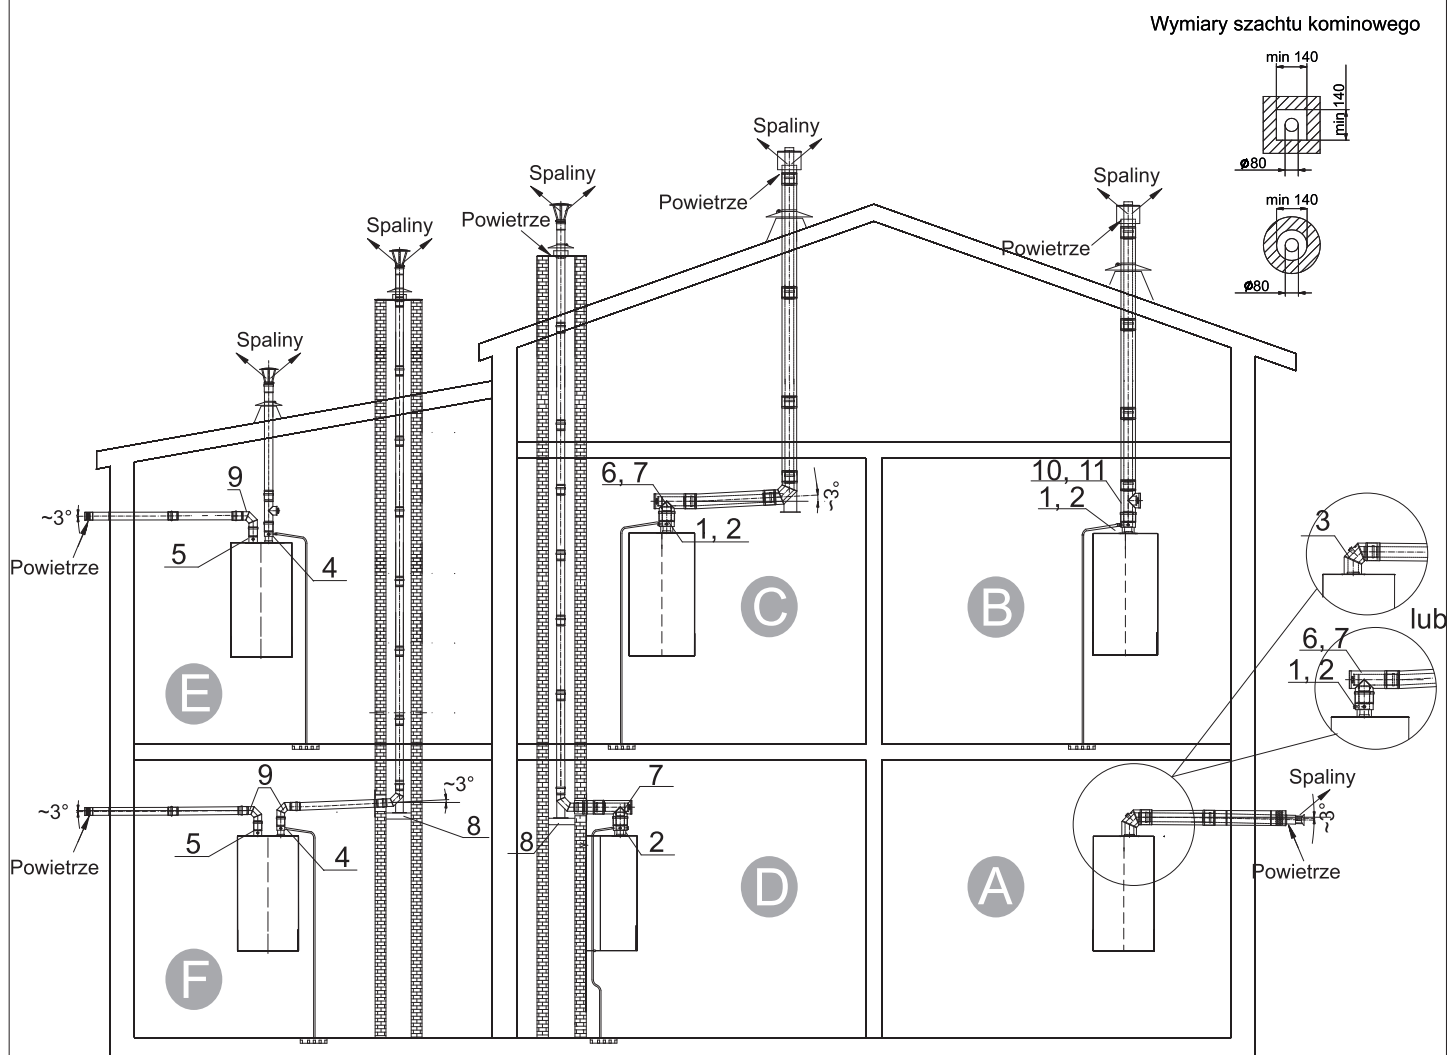 Wymiary szachtu kominowego
min 140
min 140
ø80
min 140
ø80
Spaliny
Powietrze
Spaliny
Powietrze
Spaliny
Powietrze
Spaliny
Spaliny
9
~3°
5
4
Powietrze
E
6, 7
~3°
1, 2
C
10, 11
1, 2
B
3
lub
6, 7
1, 2
9
~3°
~3°
5
4
8
Powietrze
F
7
8
2
D
Spaliny
~3°
Powietrze
A